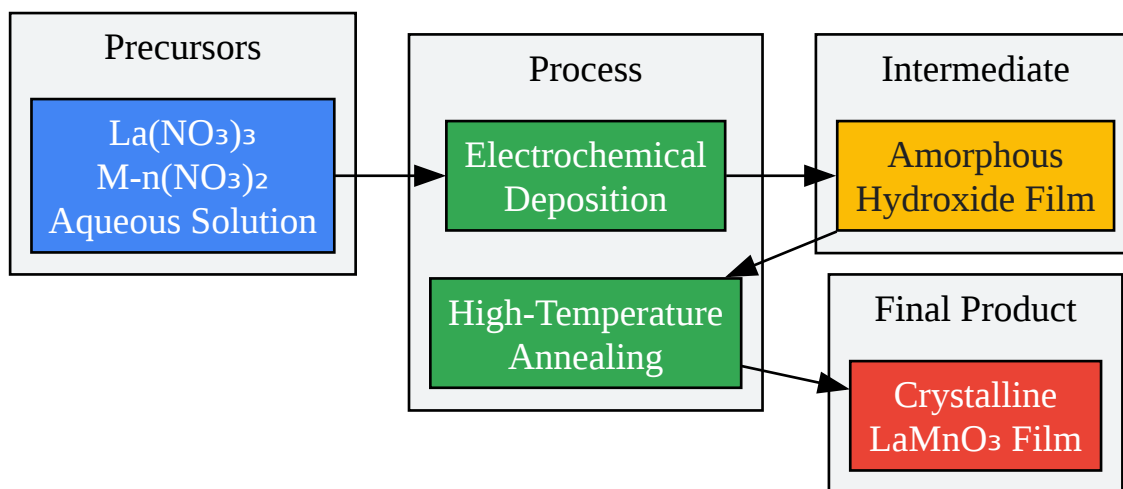 Precursors
La(NO₃)₃
M-n(NO₃)₂
Aqueous Solution
Process
Electrochemical
Deposition
High-Temperature
Annealing
Intermediate
Amorphous
Hydroxide Film
Final Product
Crystalline
LaMnO₃ Film